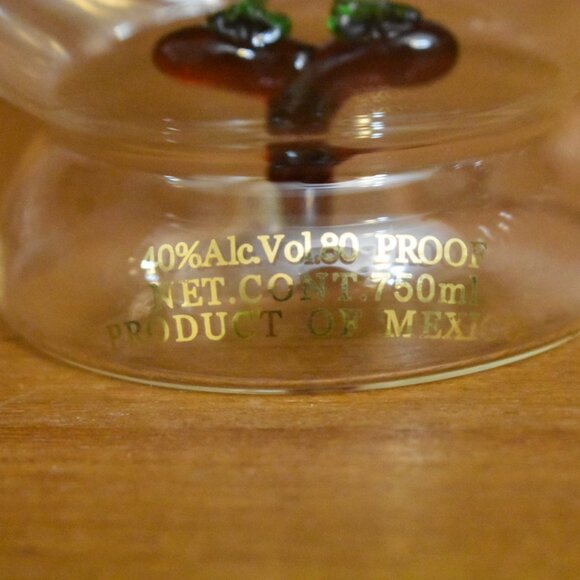 40%Alc.Vol.80 PROOF
NET.CONT.750ml
PRODUCT OF MEXICO